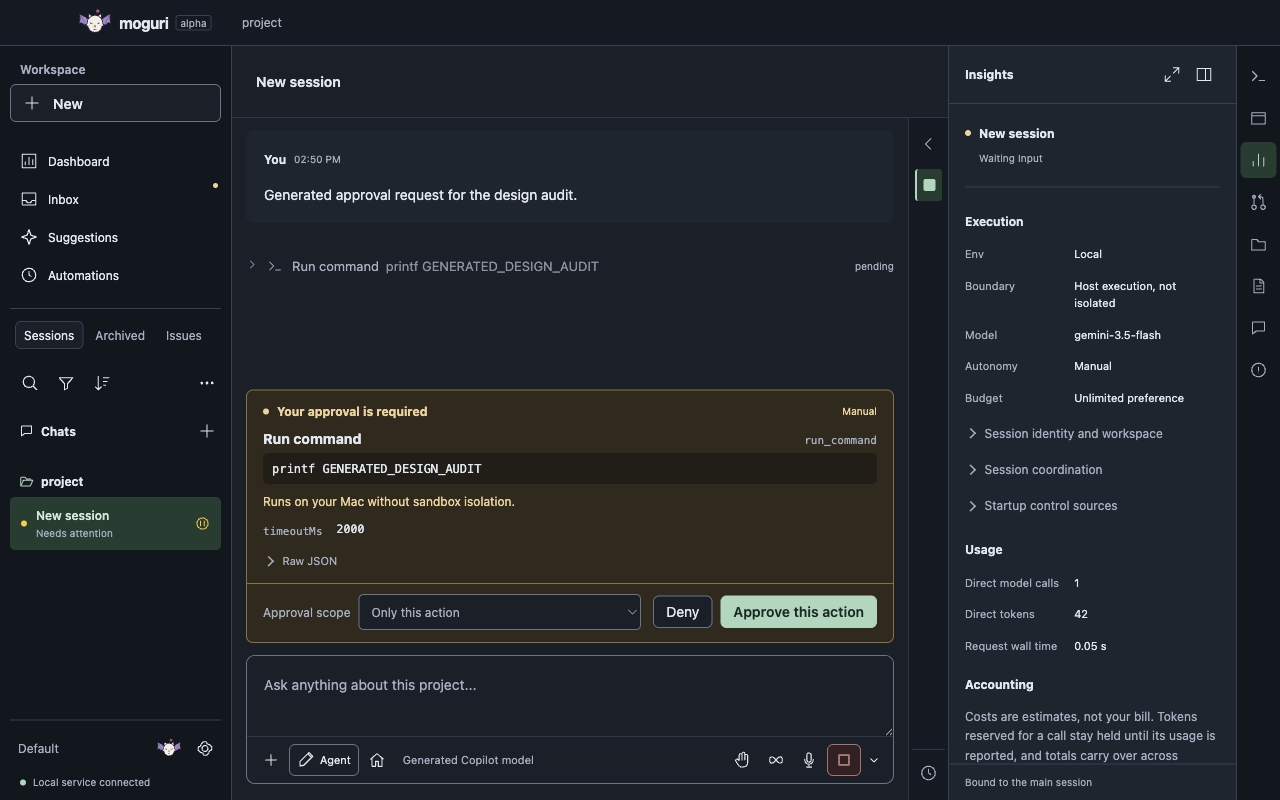 moguri alpha project
Workspace
New
Dashboard
Inbox
Suggestions
Automations
Sessions Archived Issues
Chats
project
New session
Needs attention
Default
Local service connected
New session
You 02:50 PM
Generated approval request for the design audit.
Run command printf GENERATED_DESIGN_AUDIT pending
Your approval is required Manual
Run command run_command
printf GENERATED_DESIGN_AUDIT
Runs on your Mac without sandbox isolation.
timeoutMs 2000
Raw JSON
Approval scope Only this action Deny Approve this action
Ask anything about this project...
Agent Generated Copilot model
Insights
New session
Waiting Input
Execution
Env Local
Boundary Host execution, not
isolated
Model gemini-3.5-flash
Autonomy Manual
Budget Unlimited preference
Session identity and workspace
Session coordination
Startup control sources
Usage
Direct model calls 1
Direct tokens 42
Request wall time 0.05 s
Accounting
Costs are estimates, not your bill. Tokens
reserved for a call stay held until its usage is
reported, and totals carry over across
Bound to the main session